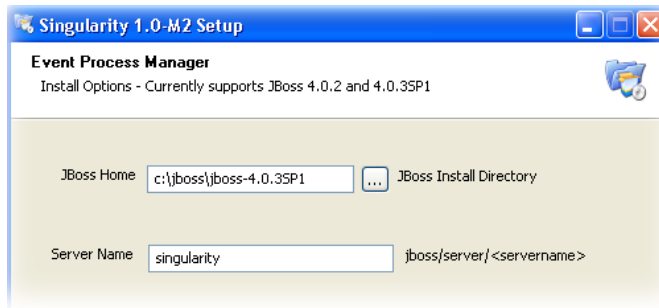 Singularity 1.0-M2 Setup
Event Process Manager
Install Options - Currently supports JBoss 4.0.2 and 4.0.3SP1
JBoss Home c:\jboss\jboss-4.0.3SP1 ... JBoss Install Directory
Server Name singularity jboss/server/<servername>